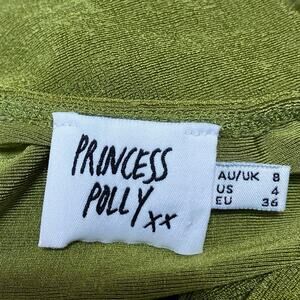 PRINCESS
POLLY xx
AU/UK 8
US 4
EU 36